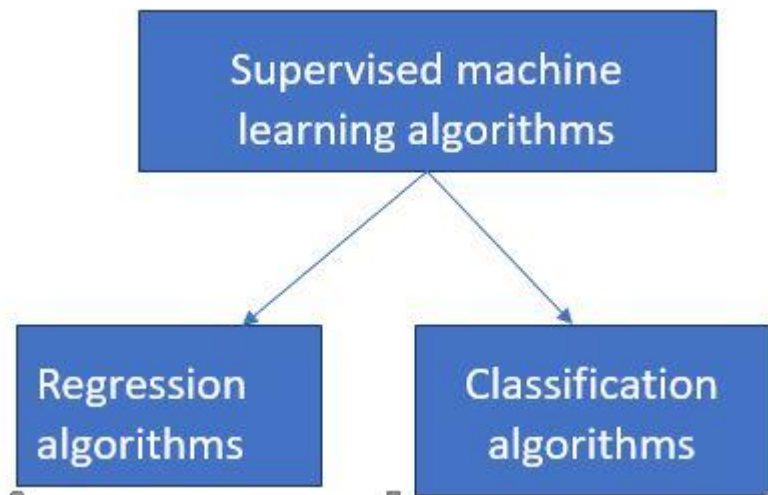 Supervised machine
learning algorithms
Regression
algorithms
Classification
algorithms